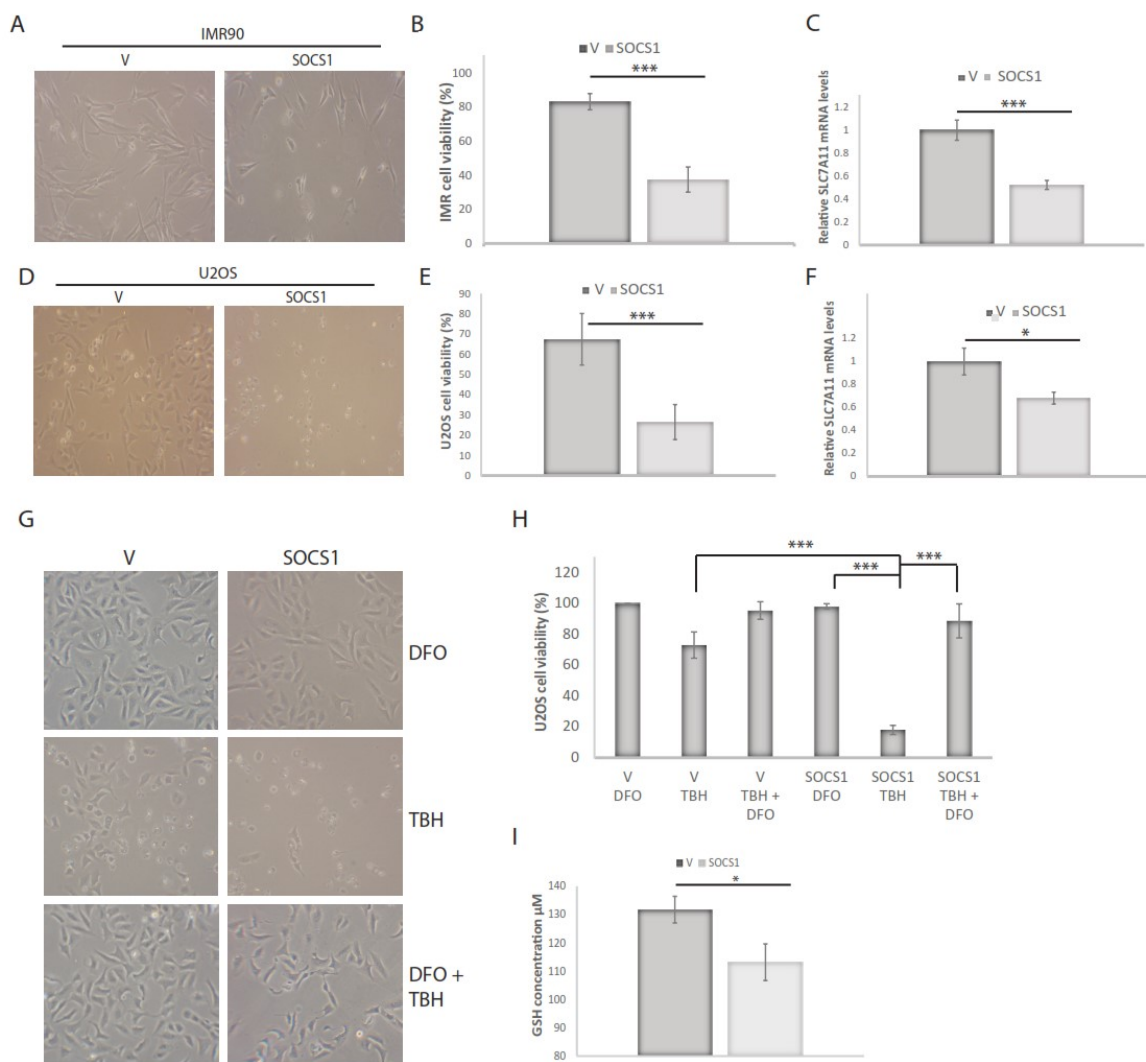 A
IMR90
V
SOCS1
B
V SOCS1
***
IMR cell viability (%)
100
80
60
40
20
0
C
V SOCS1
***
Relative SLC7A11 mRNA levels
1.2
1
0.8
0.6
0.4
0.2
0
D
U2OS
V
SOCS1
E
V SOCS1
***
U2OS cell viability (%)
90
80
70
60
50
40
30
20
10
0
F
V SOCS1
*
Relative SLC7A11 mRNA levels
1.2
1
0.8
0.6
0.4
0.2
0
G
V
SOCS1
DFO
TBH
DFO +
TBH
H
***
***
***
U2OS cell viability (%)
120
100
80
60
40
20
0
V
DFO
V
TBH
V
TBH +
DFO
SOCS1
DFO
SOCS1
TBH
SOCS1
TBH + DFO
I
V SOCS1
*
GSH concentration µM
140
130
120
110
100
90
80